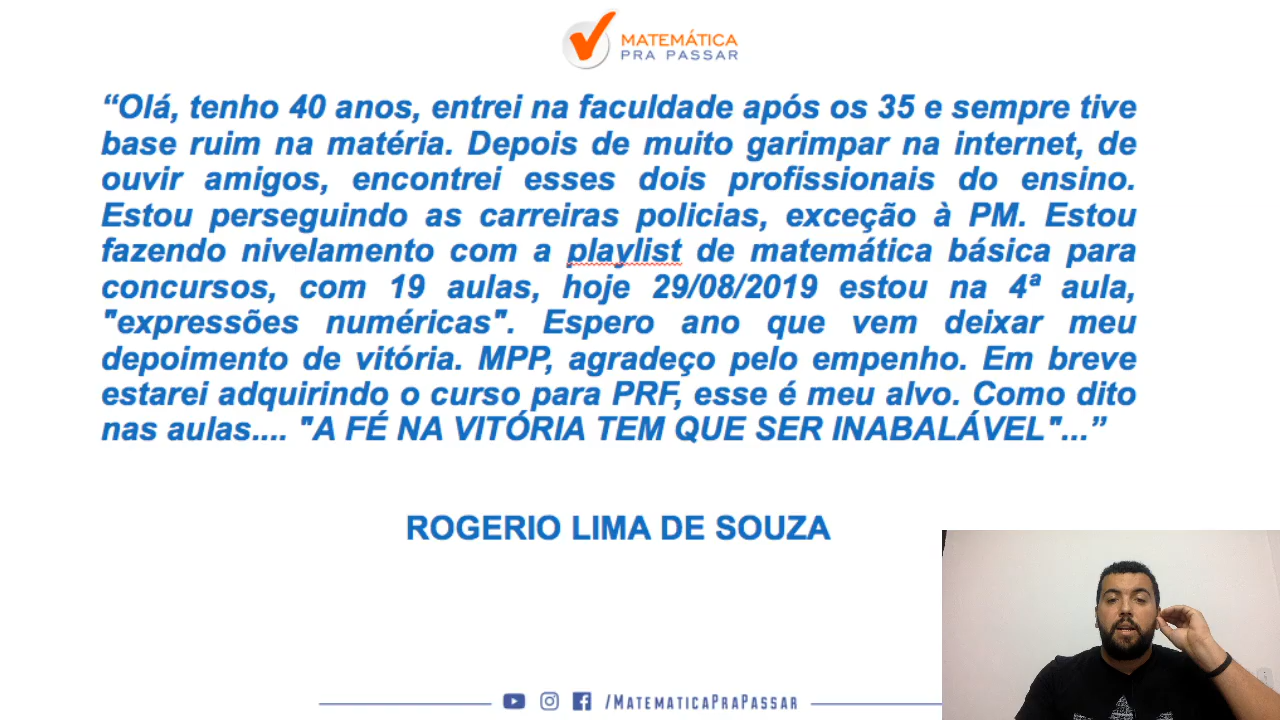 MATEMÁTICA
PRA PASSAR
“Olá, tenho 40 anos, entrei na faculdade após os 35 e sempre tive
base ruim na matéria. Depois de muito garimpar na internet, de
ouvir amigos, encontrei esses dois profissionais do ensino.
Estou perseguindo as carreiras policias, exceção à PM. Estou
fazendo nivelamento com a playlist de matemática básica para
concursos, com 19 aulas, hoje 29/08/2019 estou na 4ª aula,
"expressões numéricas". Espero ano que vem deixar meu
depoimento de vitória. MPP, agradeço pelo empenho. Em breve
estarei adquirindo o curso para PRF, esse é meu alvo. Como dito
nas aulas.... "A FÉ NA VITÓRIA TEM QUE SER INABALÁVEL"...”
ROGERIO LIMA DE SOUZA
/MATEMATICAPRAPASSAR